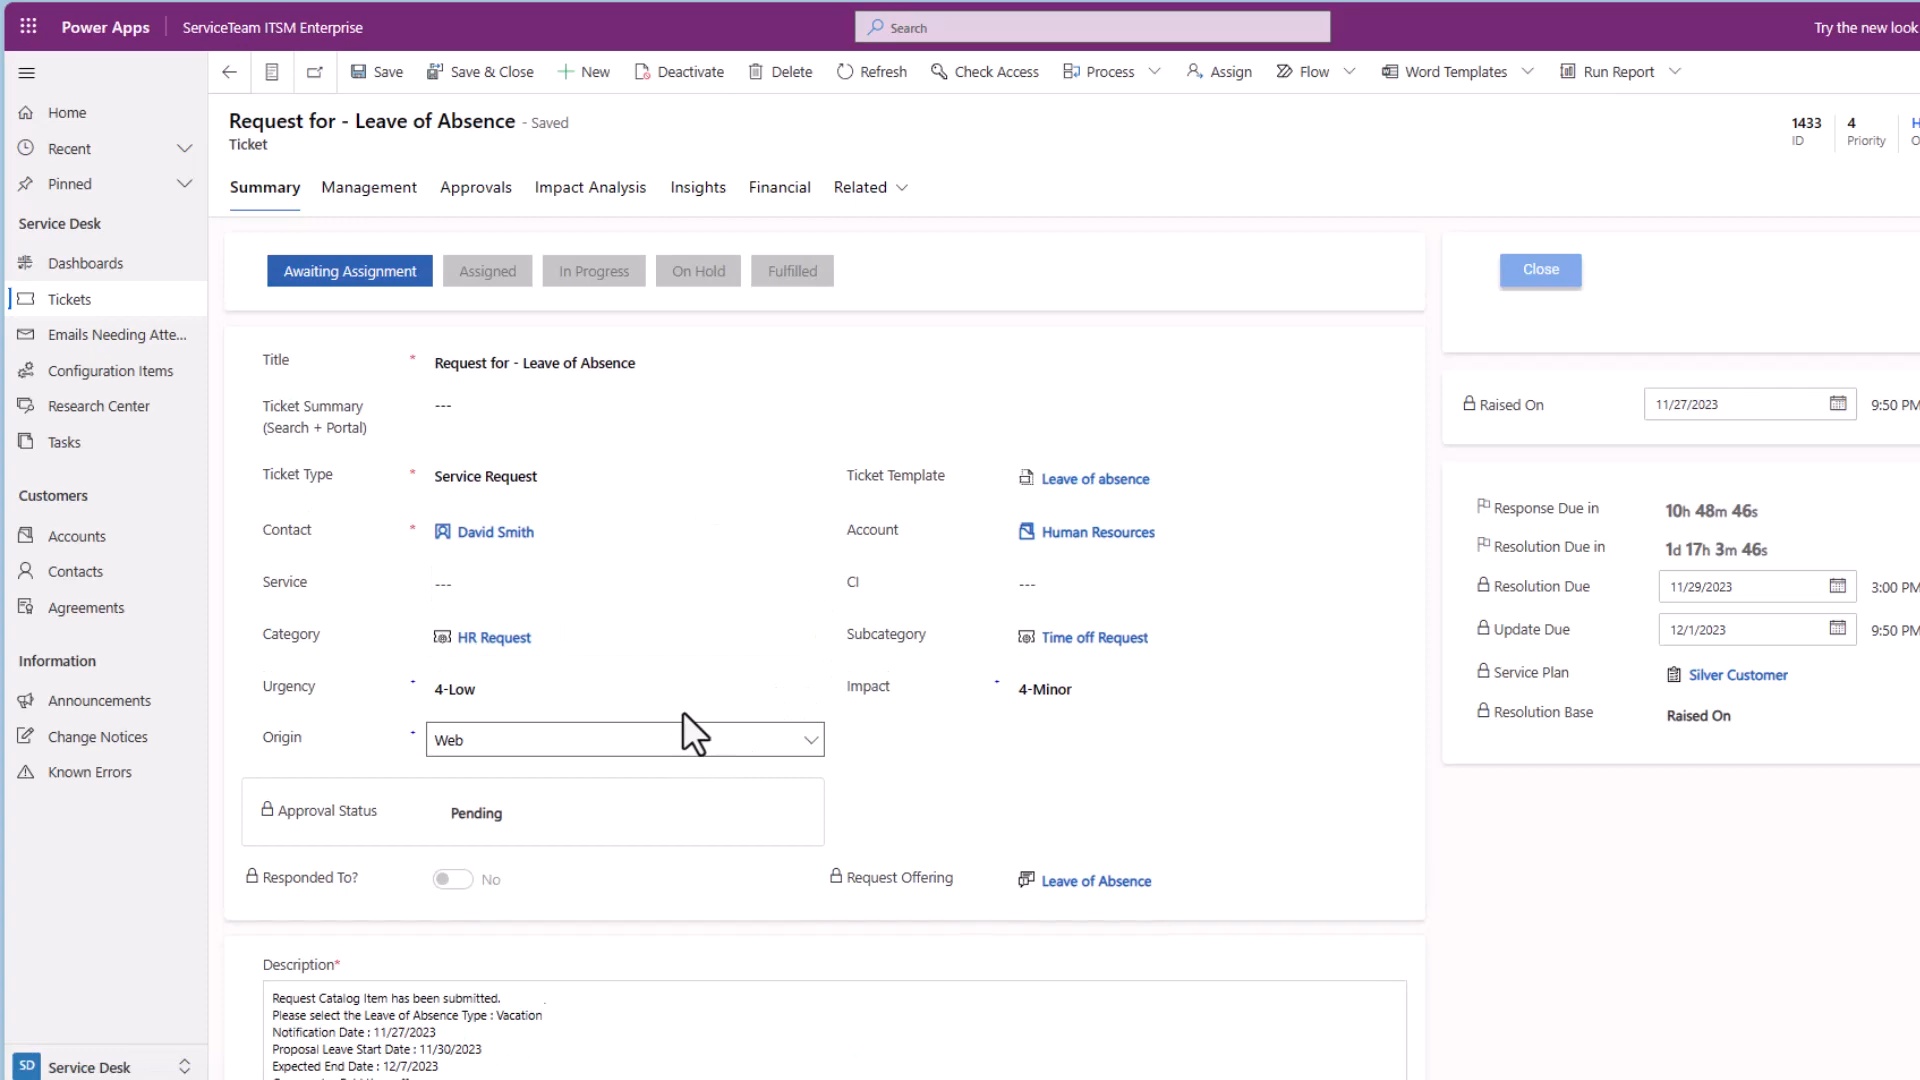 Power Apps
ServiceTeam ITSM Enterprise
Search
Try the new look
Save
Save & Close
New
Deactivate
Delete
Refresh
Check Access
Process
Assign
Flow
Word Templates
Run Report
Home
Recent
Pinned
Service Desk
Dashboards
Tickets
Emails Needing Atte...
Configuration Items
Research Center
Tasks
Customers
Accounts
Contacts
Agreements
Information
Announcements
Change Notices
Known Errors
SD
Service Desk
Request for - Leave of Absence - Saved
Ticket
1433
ID
4
Priority
Summary
Management
Approvals
Impact Analysis
Insights
Financial
Related
Awaiting Assignment
Assigned
In Progress
On Hold
Fulfilled
Close
Title *
Request for - Leave of Absence
Ticket Summary
(Search + Portal)
---
Ticket Type *
Service Request
Ticket Template
Leave of absence
Contact *
David Smith
Account
Human Resources
Service
---
CI
---
Category
HR Request
Subcategory
Time off Request
Urgency
4-Low
Impact
4-Minor
Origin
Web
Approval Status
Pending
Responded To?
No
Request Offering
Leave of Absence
Raised On
11/27/2023
9:50 PM
Response Due in
10h 48m 46s
Resolution Due in
1d 17h 3m 46s
Resolution Due
11/29/2023
3:00 PM
Update Due
12/1/2023
9:50 PM
Service Plan
Silver Customer
Resolution Base
Raised On
Description*
Request Catalog Item has been submitted.
Please select the Leave of Absence Type : Vacation
Notification Date : 11/27/2023
Proposal Leave Start Date : 11/30/2023
Expected End Date : 12/7/2023